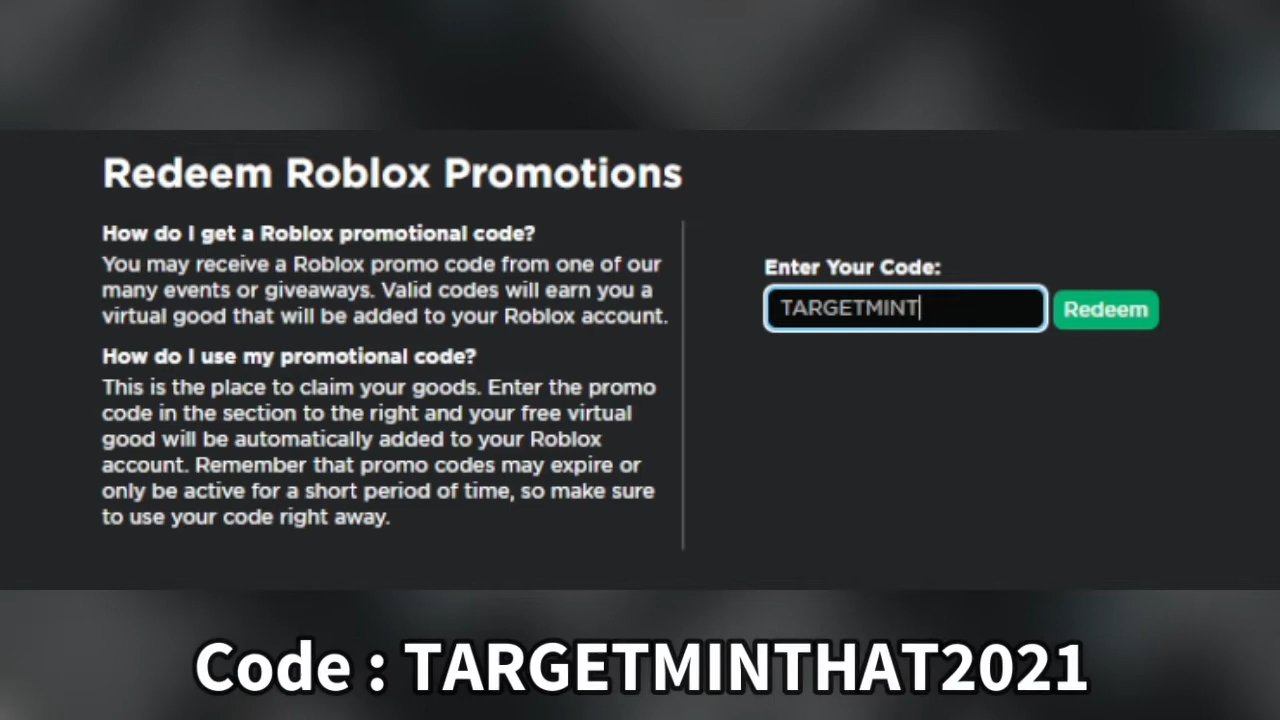 Redeem Roblox Promotions
How do I get a Roblox promotional code?
You may receive a Roblox promo code from one of our
many events or giveaways. Valid codes will earn you a
virtual good that will be added to your Roblox account.
How do I use my promotional code?
This is the place to claim your goods. Enter the promo
code in the section to the right and your free virtual
good will be automatically added to your Roblox
account. Remember that promo codes may expire or
only be active for a short period of time, so make sure
to use your code right away.
Enter Your Code:
TARGETMINT
Redeem
Code : TARGETMINTHAT2021